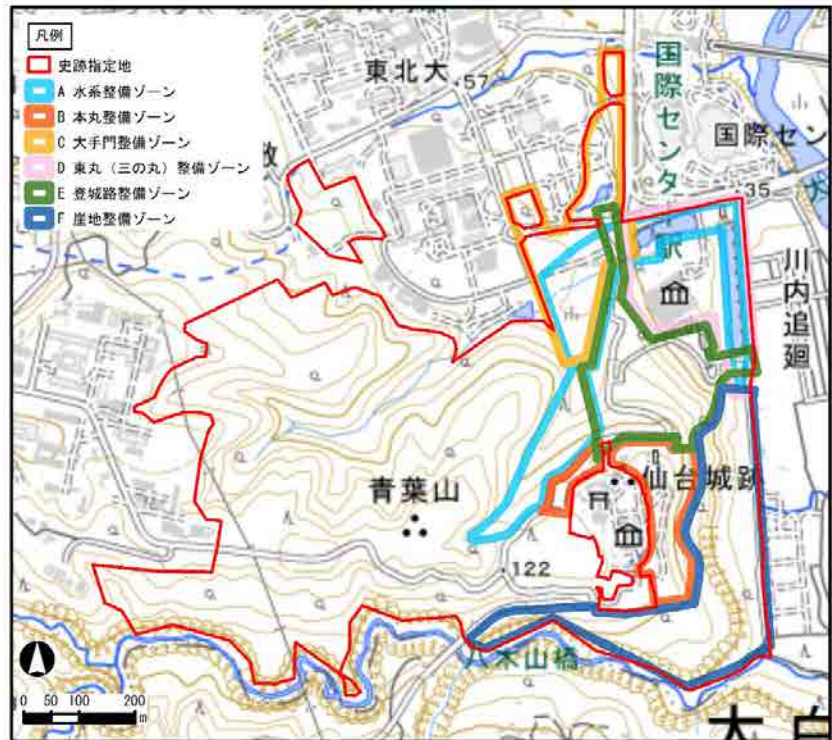 凡例
史跡指定地
A 水系整備ゾーン
B 本丸整備ゾーン
C 大手門整備ゾーン
D 東丸（三の丸）整備ゾーン
E 登城路整備ゾーン
F 崖地整備ゾーン
東北大
57
国際センター駅
国際セン
35
川内追廻
青葉山
仙台城跡
122
八木山橋
0 50 100 200
m
大白